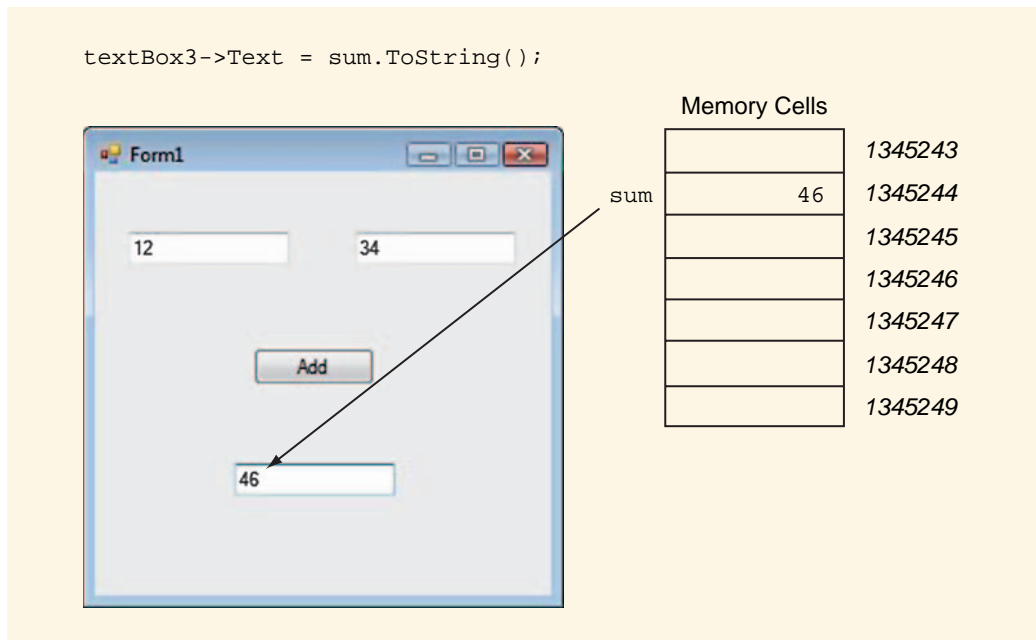 textBox3->Text = sum.ToString();
Memory Cells
Form1
1345243
sum 46 1345244
12 34
1345245
1345246
1345247
Add
1345248
1345249
46